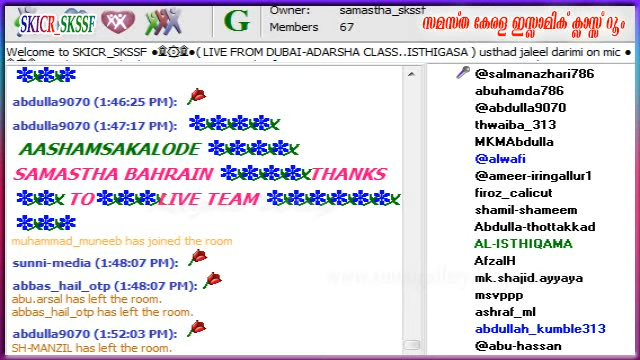 SKICR_SKSSF
G
Owner: samastha_skssf
Members 67
സമസ്ത കേരള ഇസ്ലാമിക് ക്ലാസ്സ് റൂം
Welcome to SKICR_SKSSF ●۩۞۩●( LIVE FROM DUBAI-ADARSHA CLASS..ISTHIGASA ) usthad jaleel darimi on mic ●
abdulla9070 (1:46:25 PM):
abdulla9070 (1:47:17 PM):
AASHAMSAKALODE
SAMASTHA BAHRAIN THANKS
TO LIVE TEAM
muhammad_muneeb has joined the room
sunni-media (1:48:07 PM):
abbas_hail_otp (1:48:07 PM):
abu.arsal has left the room.
abbas_hail_otp has left the room.
abdulla9070 (1:52:03 PM):
SH-MANZIL has left the room.
@salmanazhari786
abuhamda786
@abdulla9070
thwaiba_313
MKMAbdulla
@alwafi
@ameer-iringallur1
firoz_calicut
shamil-shameem
Abdulla-thottakkad
AL-ISTHIQAMA
AfzalH
mk.shajid.ayyaya
msvppp
ashraf_ml
abdullah_kumble313
@abu-hassan